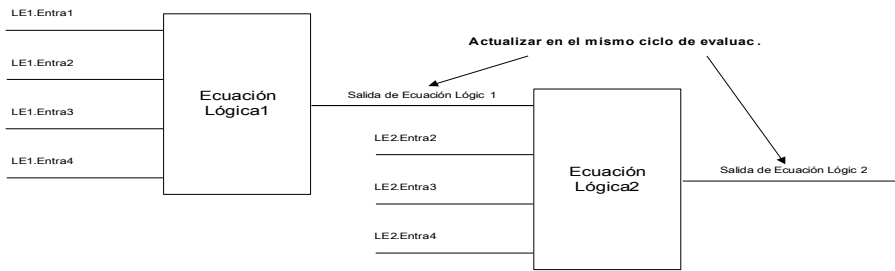 LE1.Entra1
LE1.Entra2
LE1.Entra3
LE1.Entra4
Ecuación
Lógica1
Actualizar en el mismo ciclo de evaluac.
Salida de Ecuación Lógic 1
LE2.Entra2
LE2.Entra3
LE2.Entra4
Ecuación
Lógica2
Salida de Ecuación Lógic 2